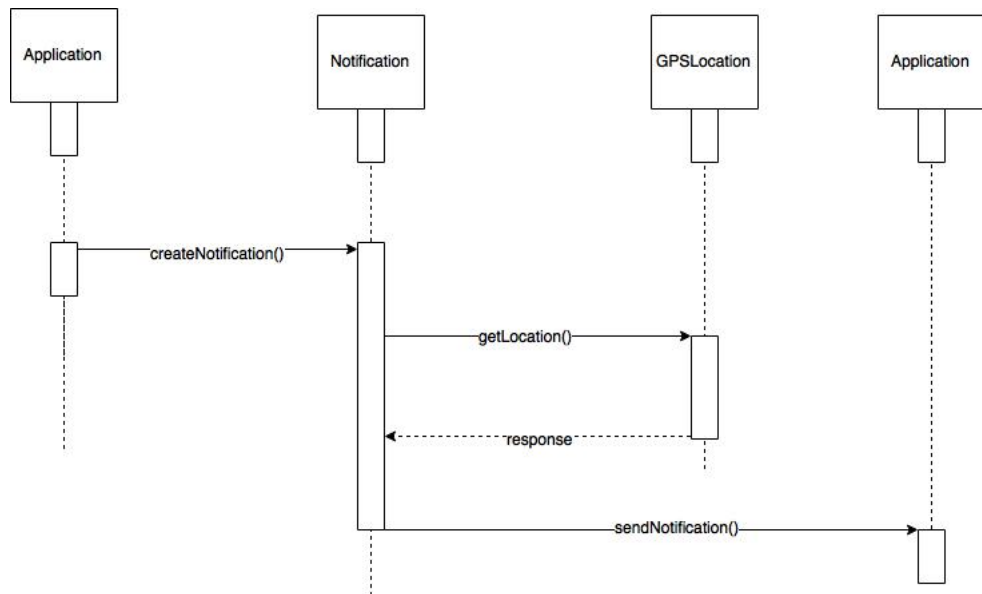 Application
Notification
GPSLocation
Application
createNotification()
getLocation()
response
sendNotification()